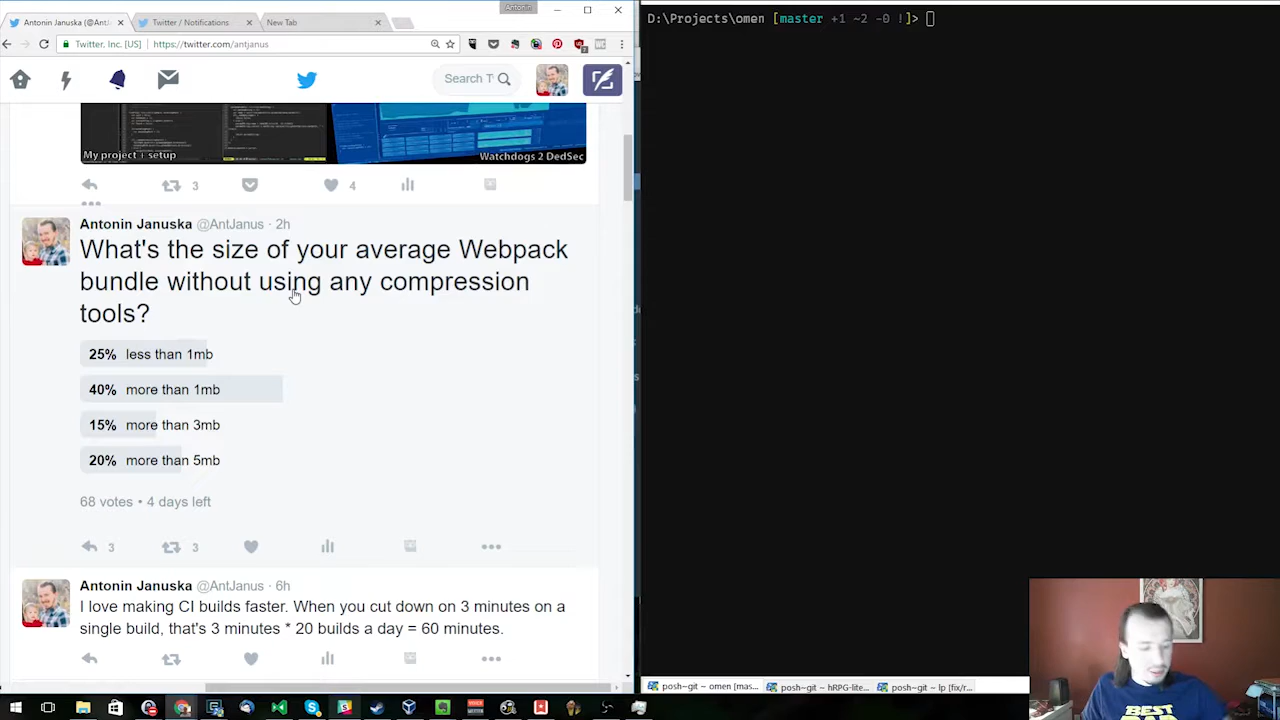 Antonin
Antonin Januska (@Ant
Twitter / Notifications
New Tab
Twitter, Inc. [US]
https://twitter.com/antjanus
Search T
My project + setup
Watchdogs 2 DedSec
3
4
Antonin Januska @AntJanus · 2h
What's the size of your average Webpack
bundle without using any compression
tools?
25% less than 1mb
40% more than 1mb
15% more than 3mb
20% more than 5mb
68 votes • 4 days left
3
3
Antonin Januska @AntJanus · 6h
I love making CI builds faster. When you cut down on 3 minutes on a
single build, that's 3 minutes * 20 builds a day = 60 minutes.
D:\Projects\omen [master +1 ~2 -0 !]>
posh~git ~ omen [mas...
posh~git ~ hRPG-lite...
posh~git ~ lp [fix/r...
BEST